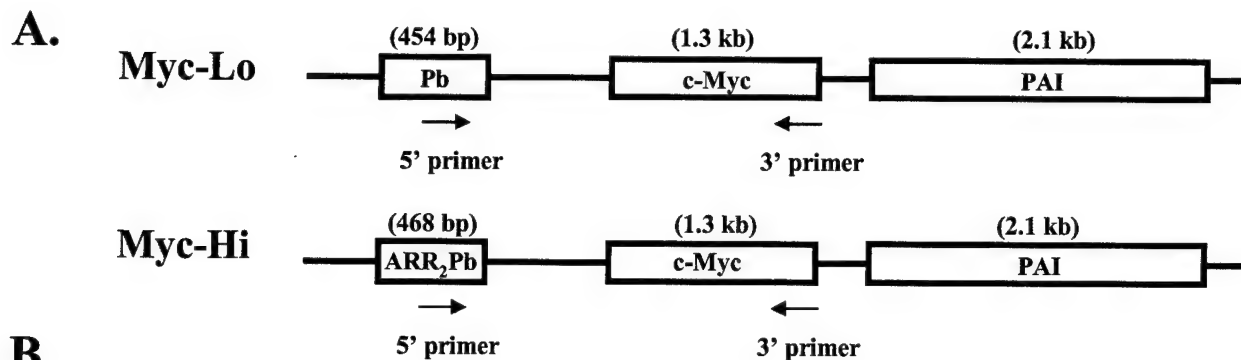 A.
(454 bp) (1.3 kb) (2.1 kb)
Myc-Lo Pb c-Myc PAI
5’ primer 3’ primer
(468 bp) (1.3 kb) (2.1 kb)
Myc-Hi ARR₂Pb c-Myc PAI
5’ primer 3’ primer
B